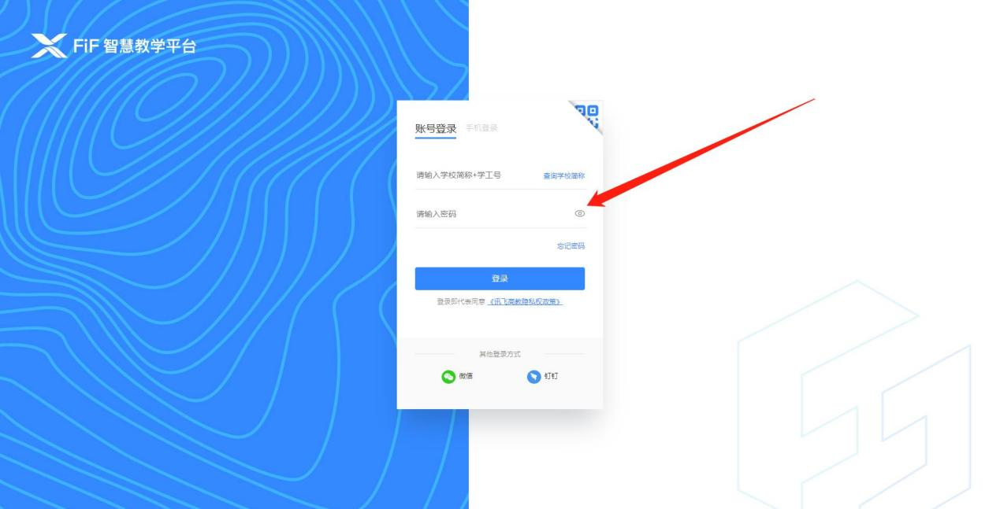 FiF 智慧教学平台
账号登录 手机登录
请输入学校简称+学工号 查询学校简称
请输入密码
忘记密码
登录
登录即代表同意 《讯飞高教隐私权政策》
其他登录方式
微信 钉钉